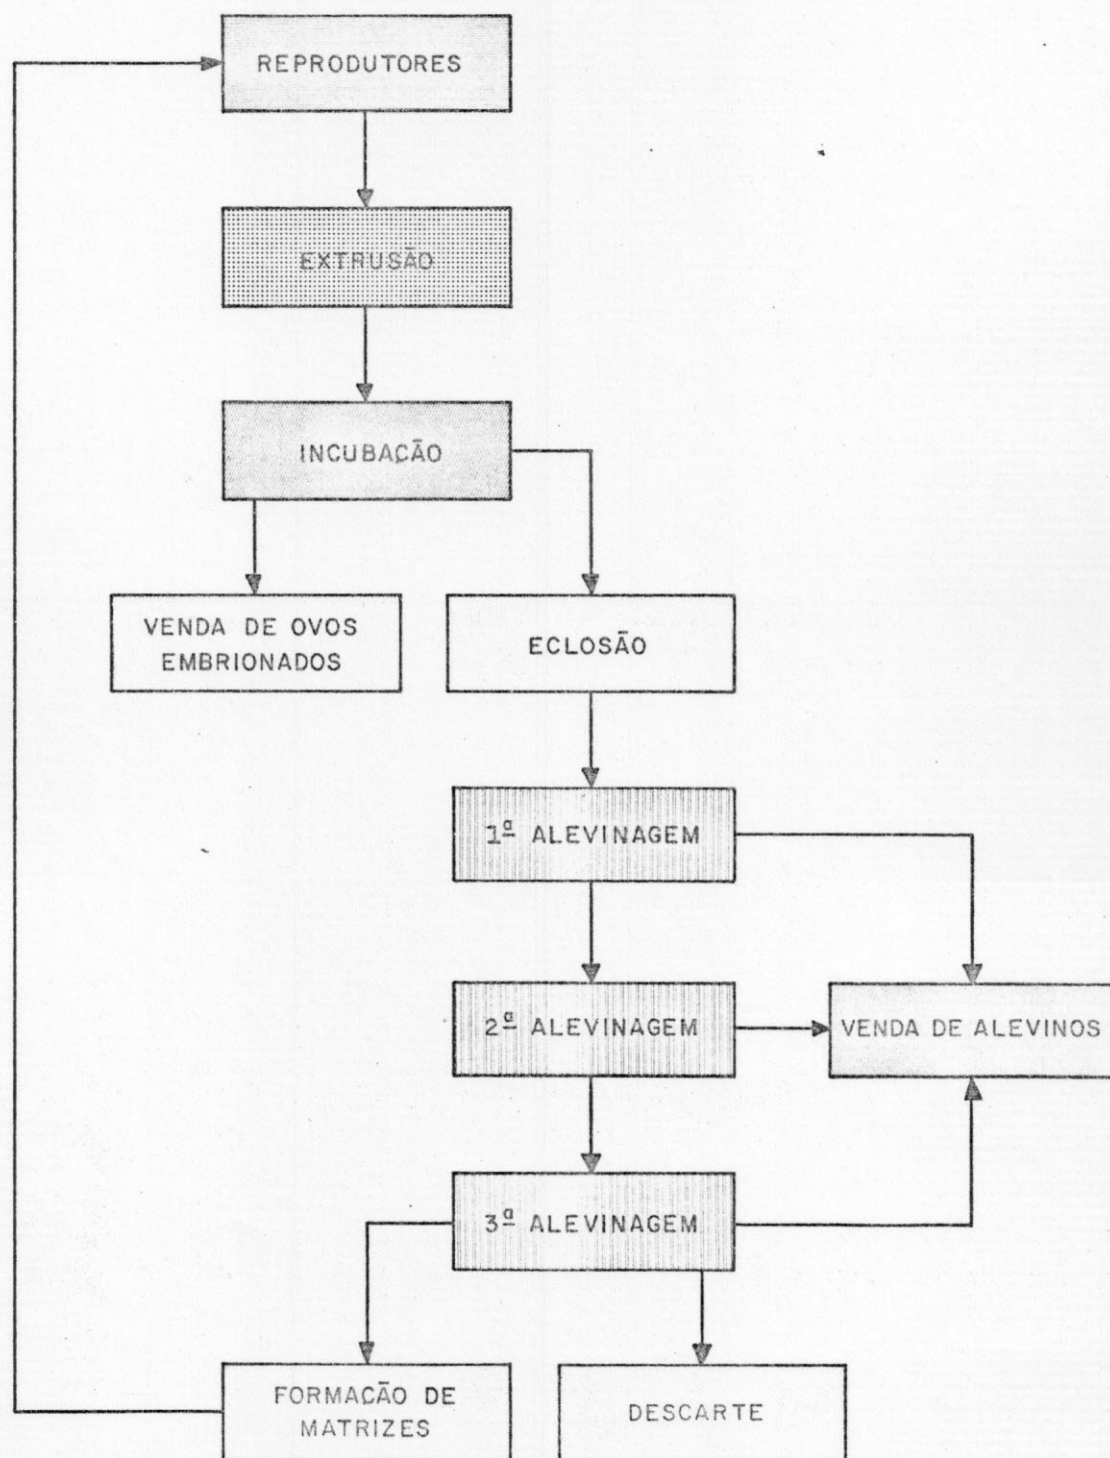 REPRODUTORES
EXTRUSÃO
INCUBAÇÃO
VENDA DE OVOS
EMBRIONADOS
ECLOSÃO
1ª ALEVINAGEM
2ª ALEVINAGEM
VENDA DE ALEVINOS
3ª ALEVINAGEM
FORMAÇÃO DE
MATRIZES
DESCARTE